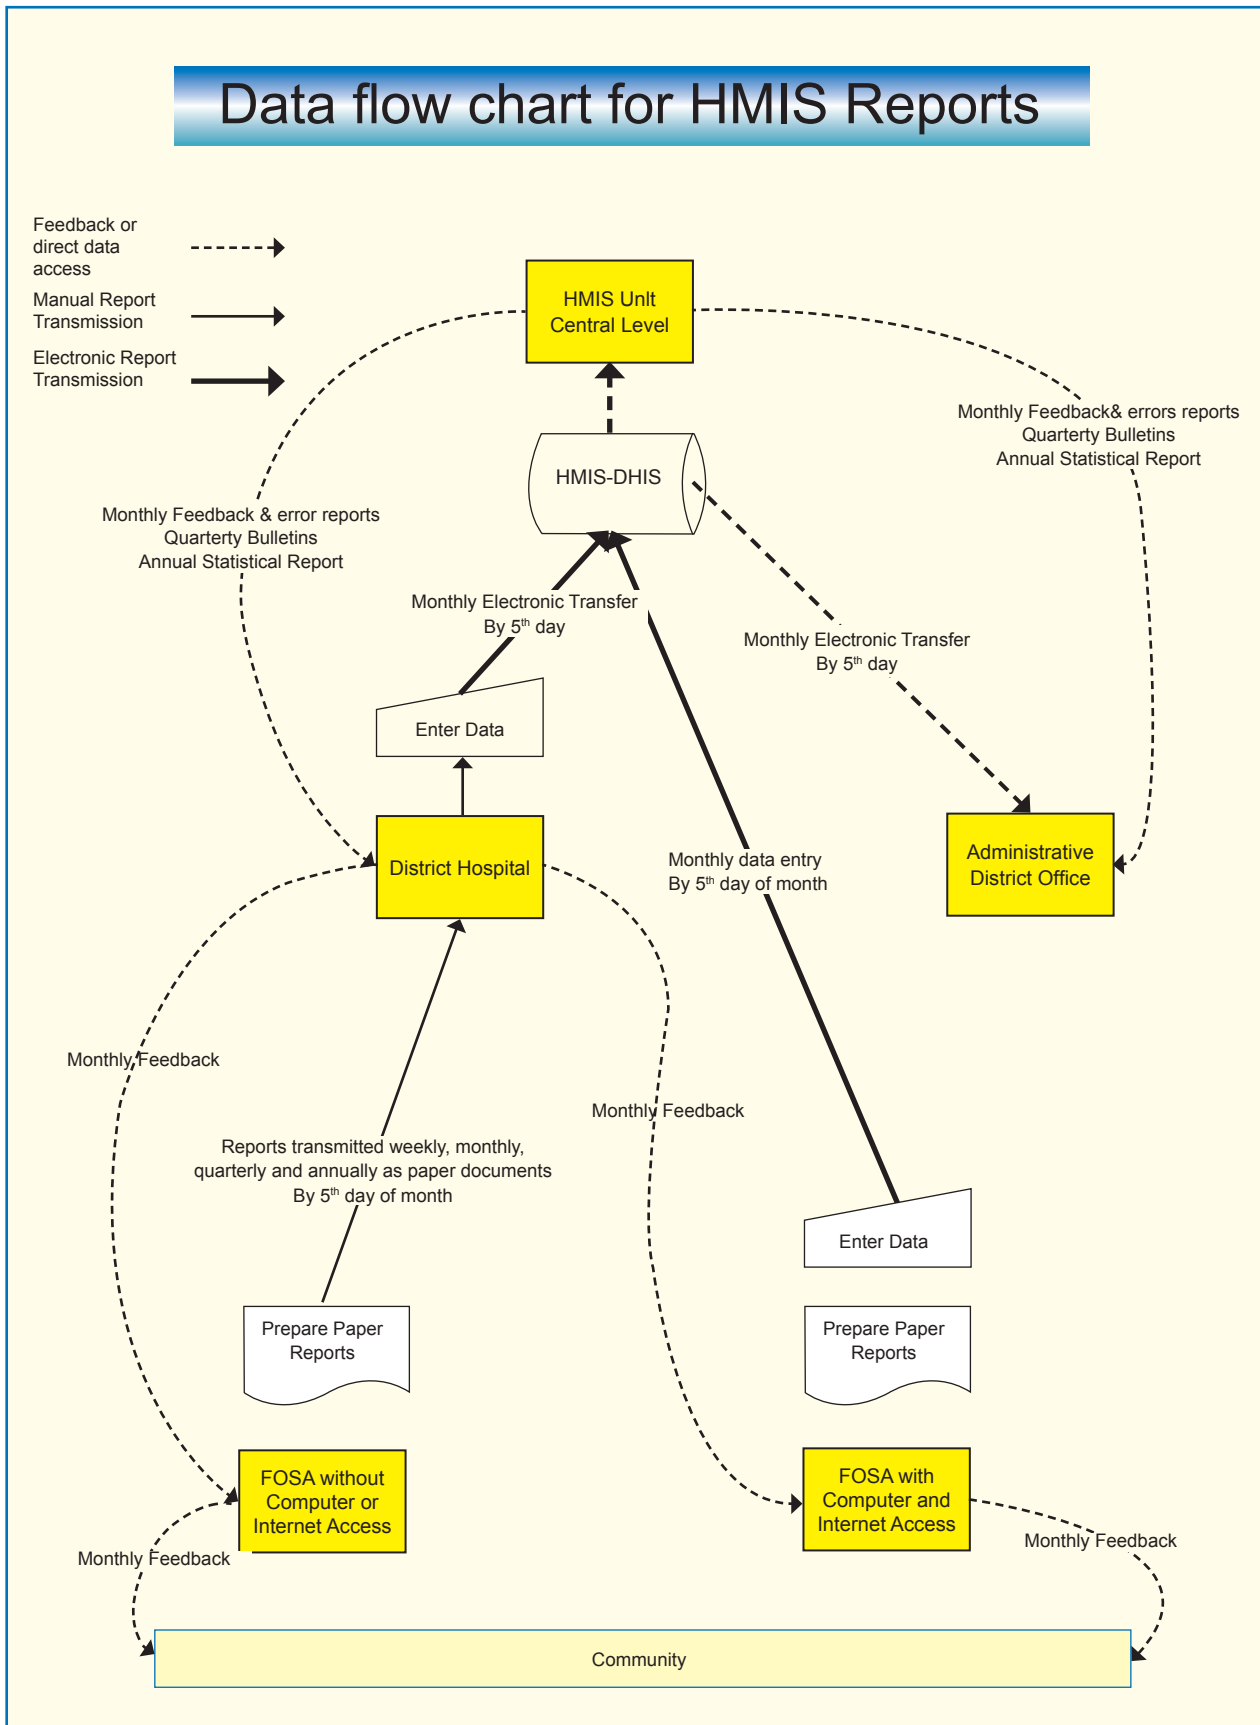 Data flow chart for HMIS Reports
Feedback or
direct data
access
Manual Report
Transmission
Electronic Report
Transmission
HMIS UnIt
Central Level
Monthly Feedback& errors reports
Quarterty Bulletins
Annual Statistical Report
HMIS-DHIS
Monthly Feedback & error reports
Quarterty Bulletins
Annual Statistical Report
Monthly Electronic Transfer
By 5th day
Monthly Electronic Transfer
By 5th day
Enter Data
District Hospital
Monthly data entry
By 5th day of month
Administrative
District Office
Monthly Feedback
Monthly Feedback
Reports transmitted weekly, monthly,
quarterly and annually as paper documents
By 5th day of month
Enter Data
Prepare Paper
Reports
Prepare Paper
Reports
FOSA without
Computer or
Internet Access
FOSA with
Computer and
Internet Access
Monthly Feedback
Monthly Feedback
Community